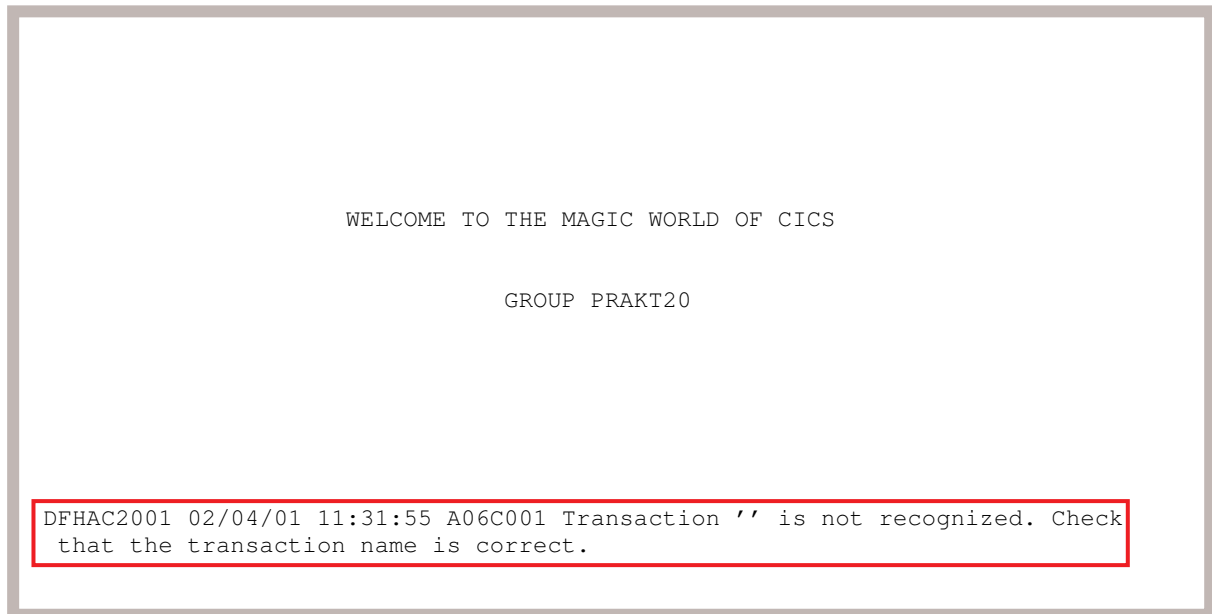 WELCOME TO THE MAGIC WORLD OF CICS
GROUP PRAKT20
DFHAC2001 02/04/01 11:31:55 A06C001 Transaction '' is not recognized. Check
that the transaction name is correct.